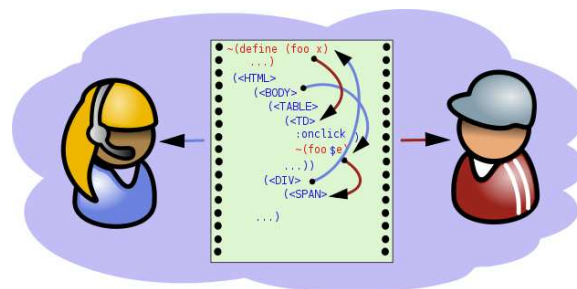 ~(define (foo x)
...)
(<HTML>
(<BODY>
(<TABLE>
(<TD>
:onclick )
~(foo $e)
...))
(<DIV>
(<SPAN>
...)